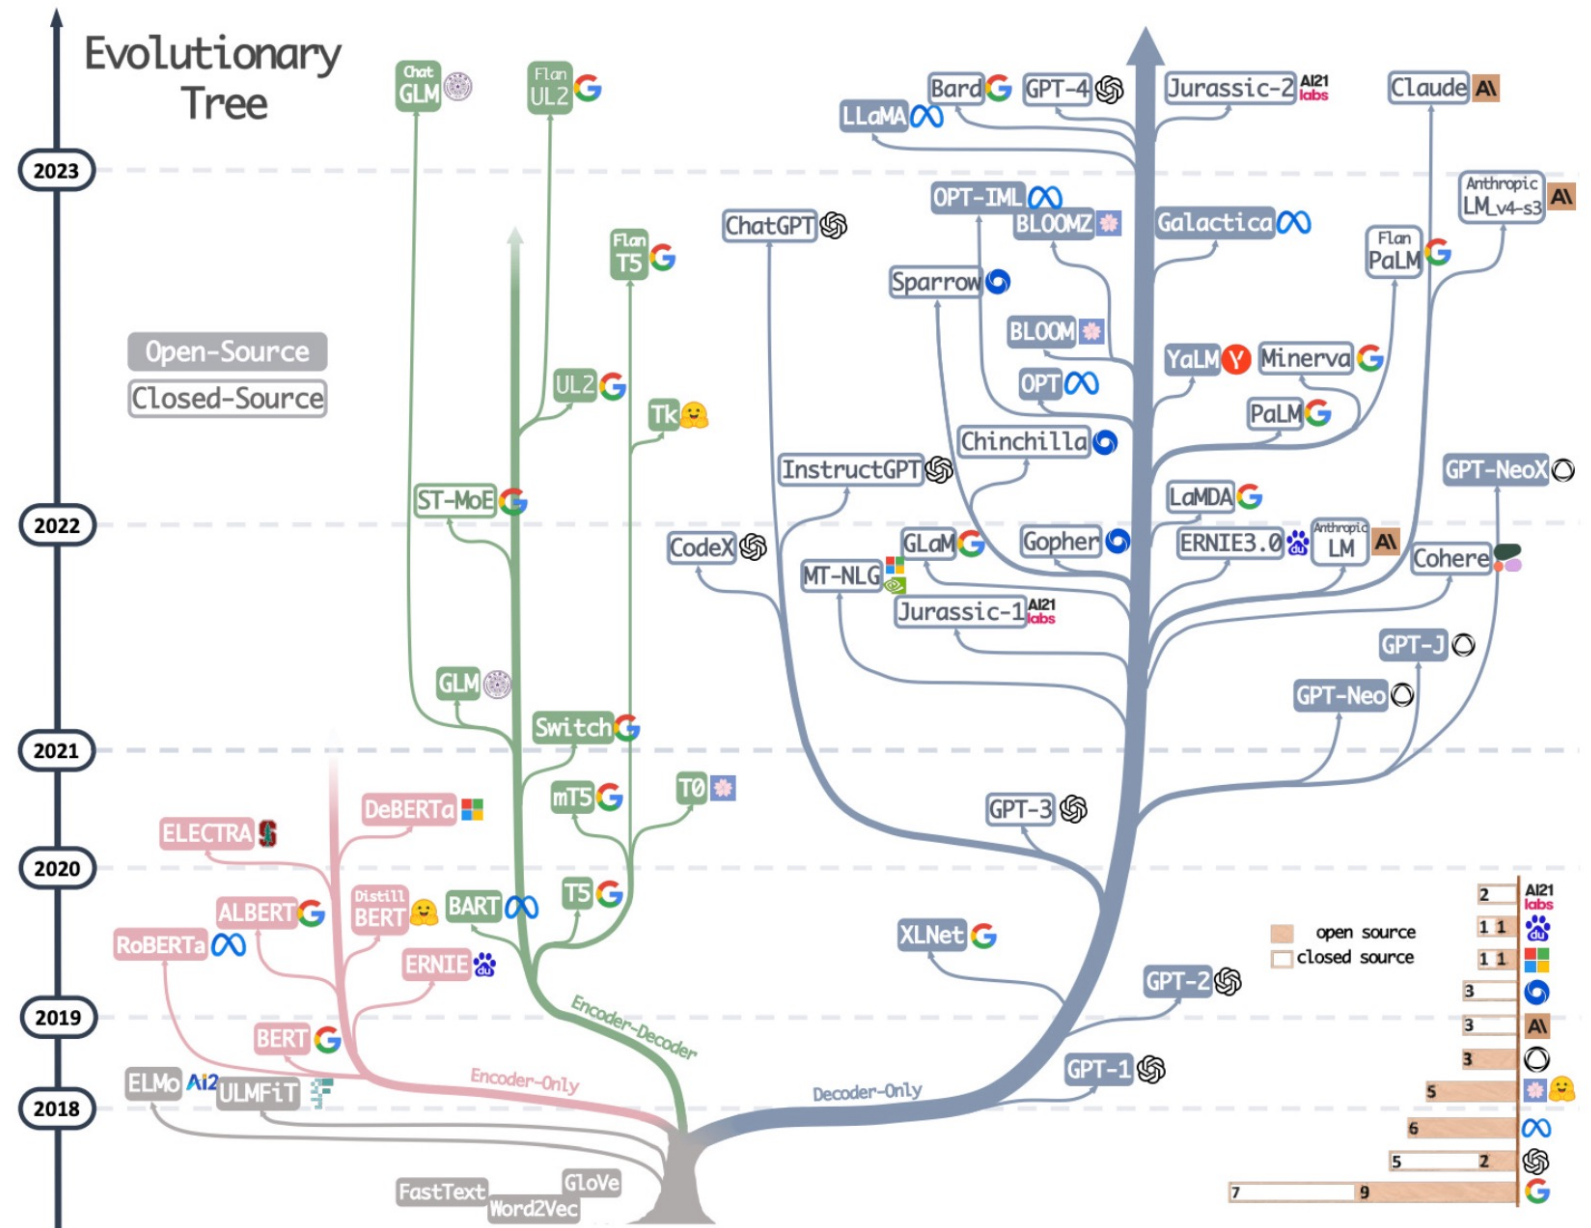 Evolutionary
Tree
2023
2022
2021
2020
2019
2018
Open-Source
Closed-Source
Chat
GLM
Flan
UL2
Flan
T5
UL2
Tk
ST-MoE
GLM
Switch
mT5
T0
T5
BART
Encoder-Decoder
DeBERTa
ELECTRA
Distill
BERT
ALBERT
RoBERTa
ERNIE
du
BERT
Encoder-Only
ELMo
Ai2
ULMFiT
FastText
Word2Vec
GloVe
Bard
GPT-4
Jurassic-2
AI21
labs
Claude
A\
LLaMA
OPT-IML
BLOOMZ
Galactica
Anthropic
LM_v4-s3
A\
ChatGPT
Flan
PaLM
Sparrow
BLOOM
YaLM
Y
Minerva
OPT
PaLM
Chinchilla
InstructGPT
GPT-NeoX
LaMDA
CodeX
GLaM
Gopher
ERNIE3.0
du
Anthropic
LM
A\
Cohere
MT-NLG
Jurassic-1
AI21
labs
GPT-J
GPT-Neo
GPT-3
XLNet
GPT-2
GPT-1
Decoder-Only
open source
closed source
2
AI21
labs
1 1
du
1 1
3
3
A\
3
5
6
5 2
7 9